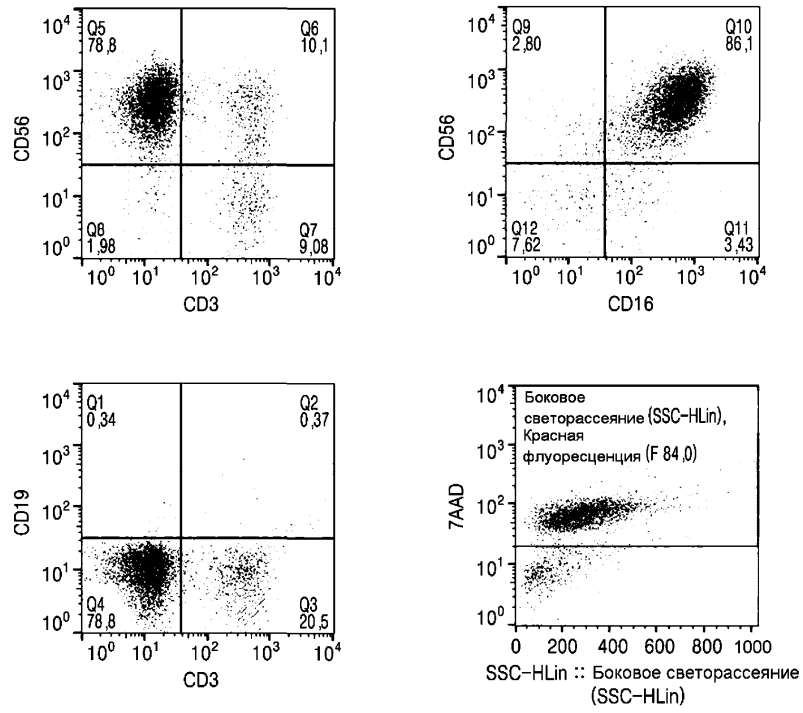 10⁴
Q5
78,8
Q6
10,1
10³
CD56
10²
10¹
Q8
1,98
Q7
9,08
10⁰
10⁰ 10¹ 10² 10³ 10⁴
CD3
10⁴
Q9
2,80
Q10
86,1
10³
CD56
10²
10¹
Q12
7,62
Q11
3,43
10⁰
10⁰ 10¹ 10² 10³ 10⁴
CD16
10⁴
Q1
0,34
Q2
0,37
10³
CD19
10²
10¹
Q4
78,8
Q3
20,5
10⁰
10⁰ 10¹ 10² 10³ 10⁴
CD3
10⁴
Боковое
светорассеяние (SSC-HLin),
Красная
флуоресценция (F 84,0)
10³
7AAD
10²
10¹
10⁰
0 200 400 600 800 1000
SSC-HLin :: Боковое светорассеяние
(SSC-HLin)